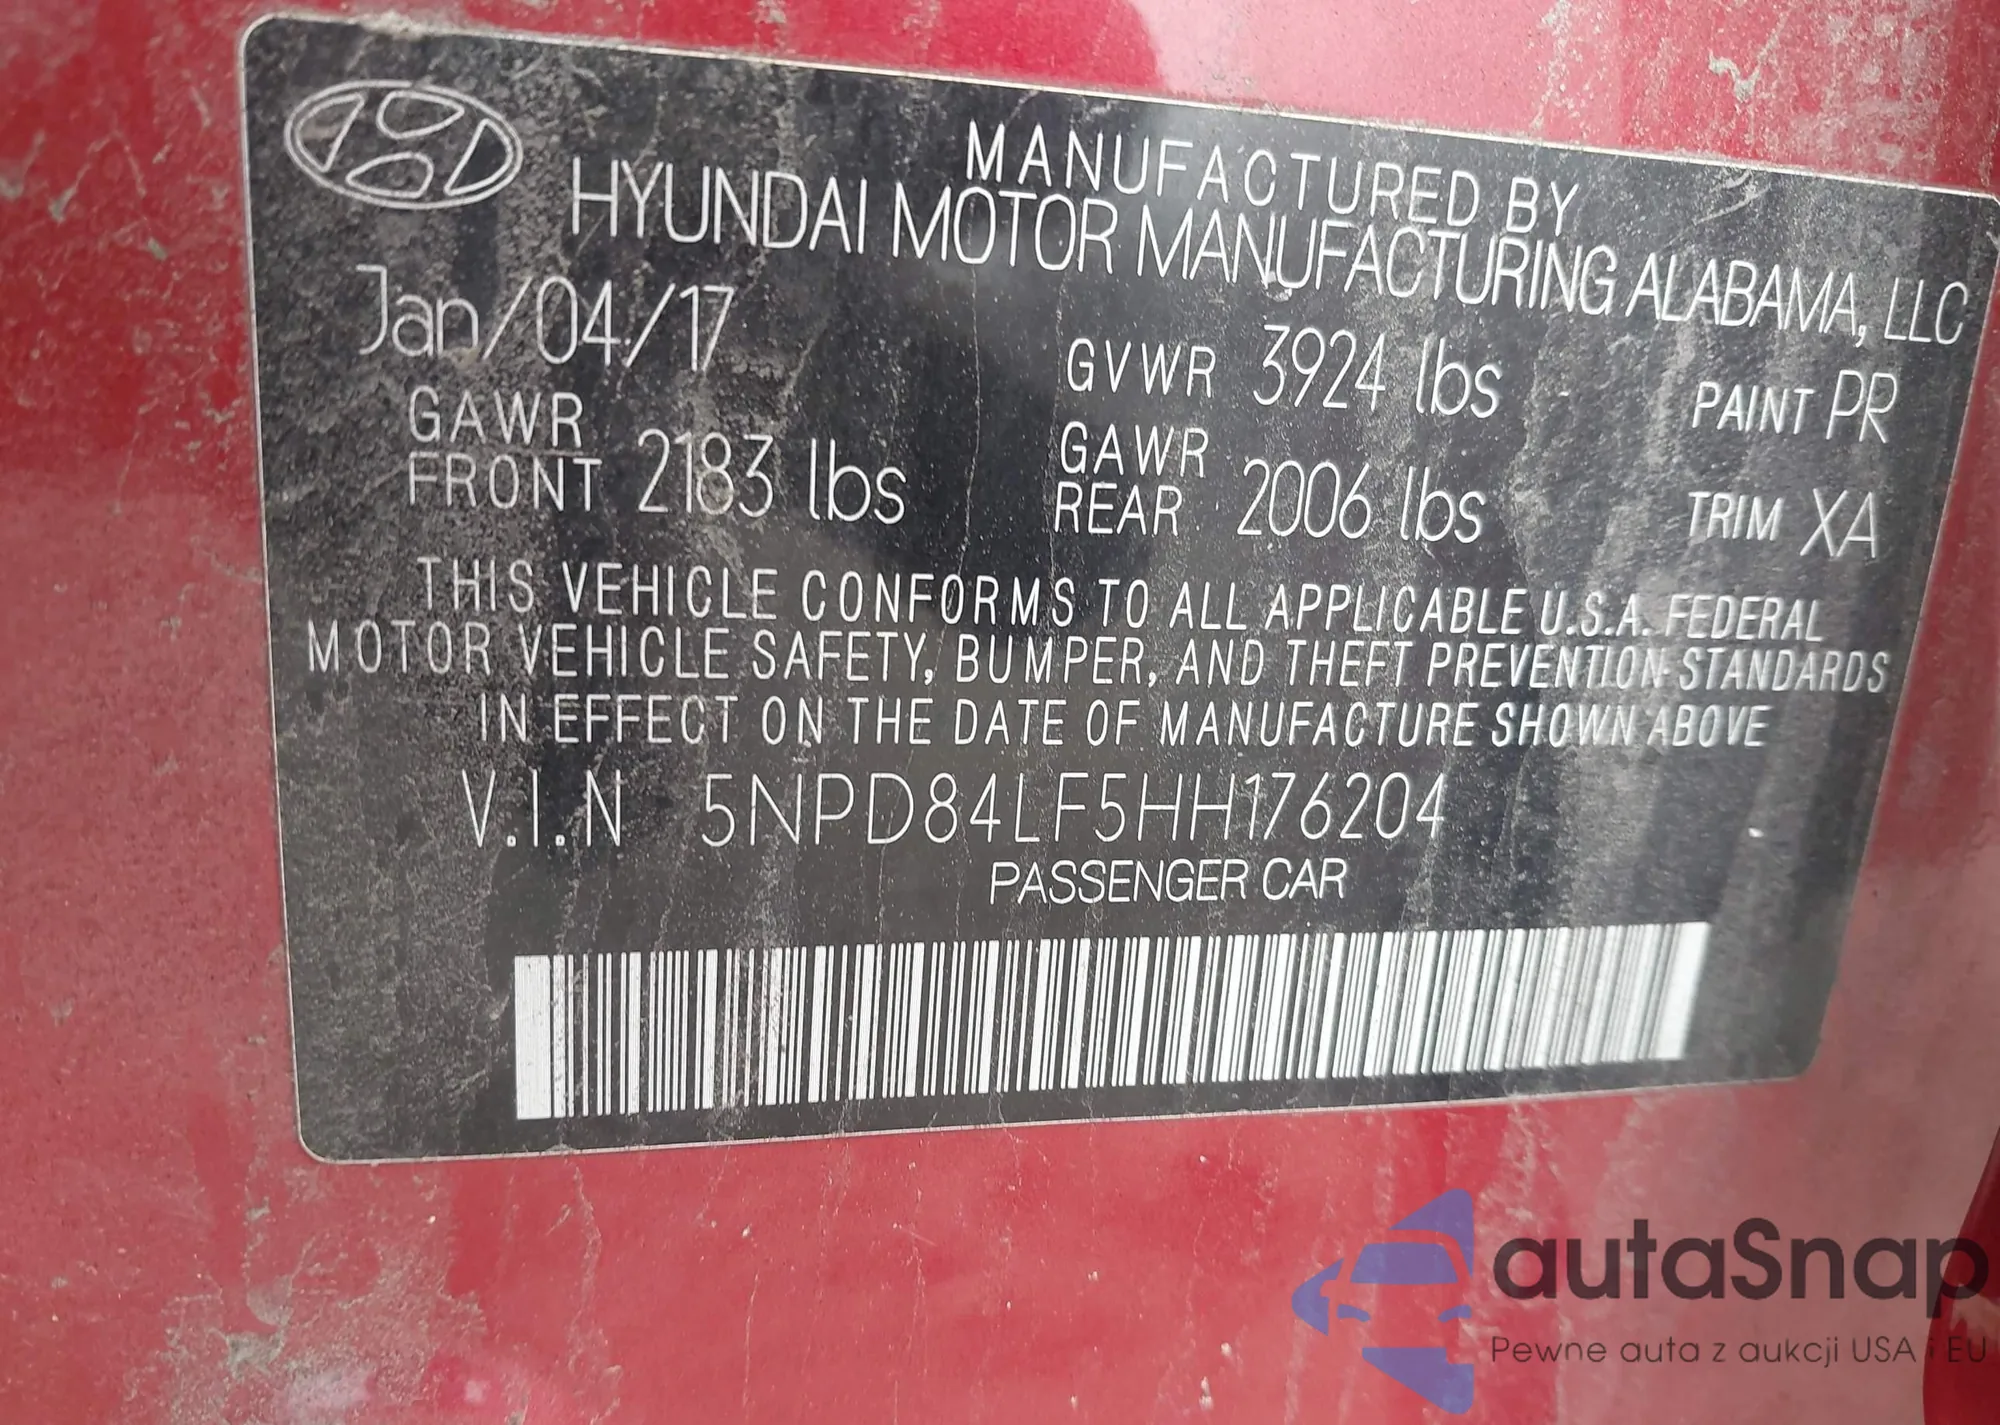 MANUFACTURED BY
HYUNDAI MOTOR MANUFACTURING ALABAMA, LLC
Jan/04/17 GVWR 3924 lbs PAINT PR
GAWR FRONT 2183 lbs GAWR REAR 2006 lbs TRIM XA
THIS VEHICLE CONFORMS TO ALL APPLICABLE U.S.A. FEDERAL
MOTOR VEHICLE SAFETY, BUMPER, AND THEFT PREVENTION STANDARDS
IN EFFECT ON THE DATE OF MANUFACTURE SHOWN ABOVE
V.I.N 5NPD84LF5HH176204
PASSENGER CAR
autaSnap
Pewne auta z aukcji USA i EU